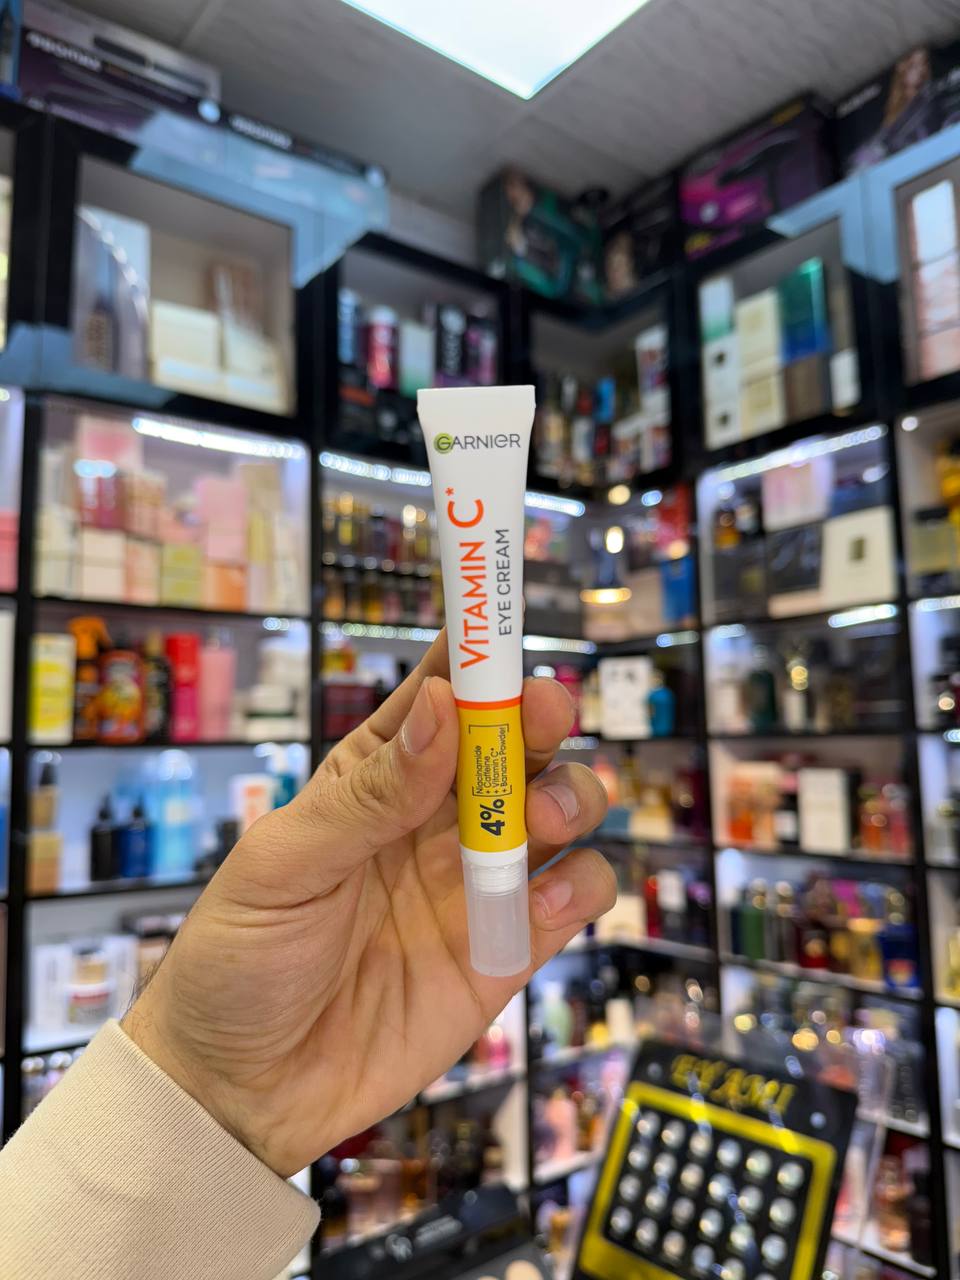 GARNIER
VITAMIN C*
EYE CREAM
4%
Niacinamide
+ Caffeine
+ Vitamin C*
+ Banana Powder